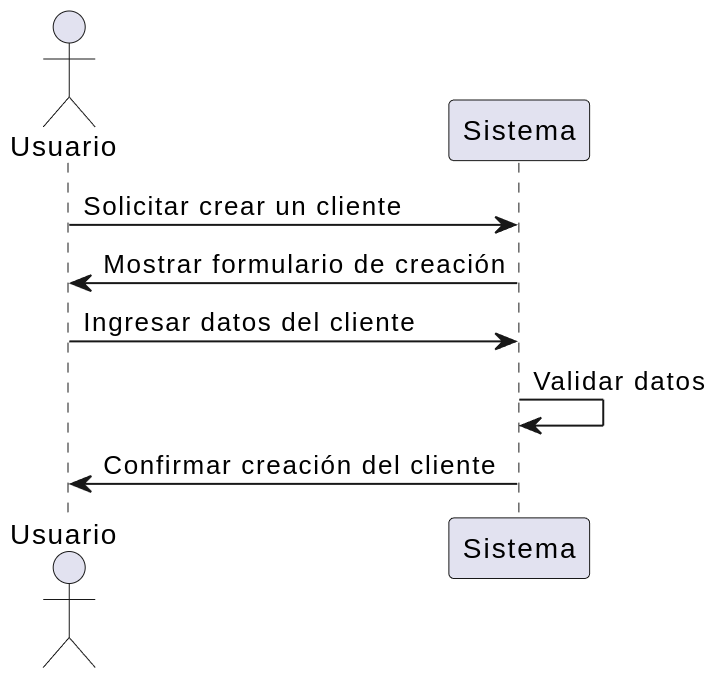 Usuario
Sistema
Solicitar crear un cliente
Mostrar formulario de creación
Ingresar datos del cliente
Validar datos
Confirmar creación del cliente
Usuario
Sistema